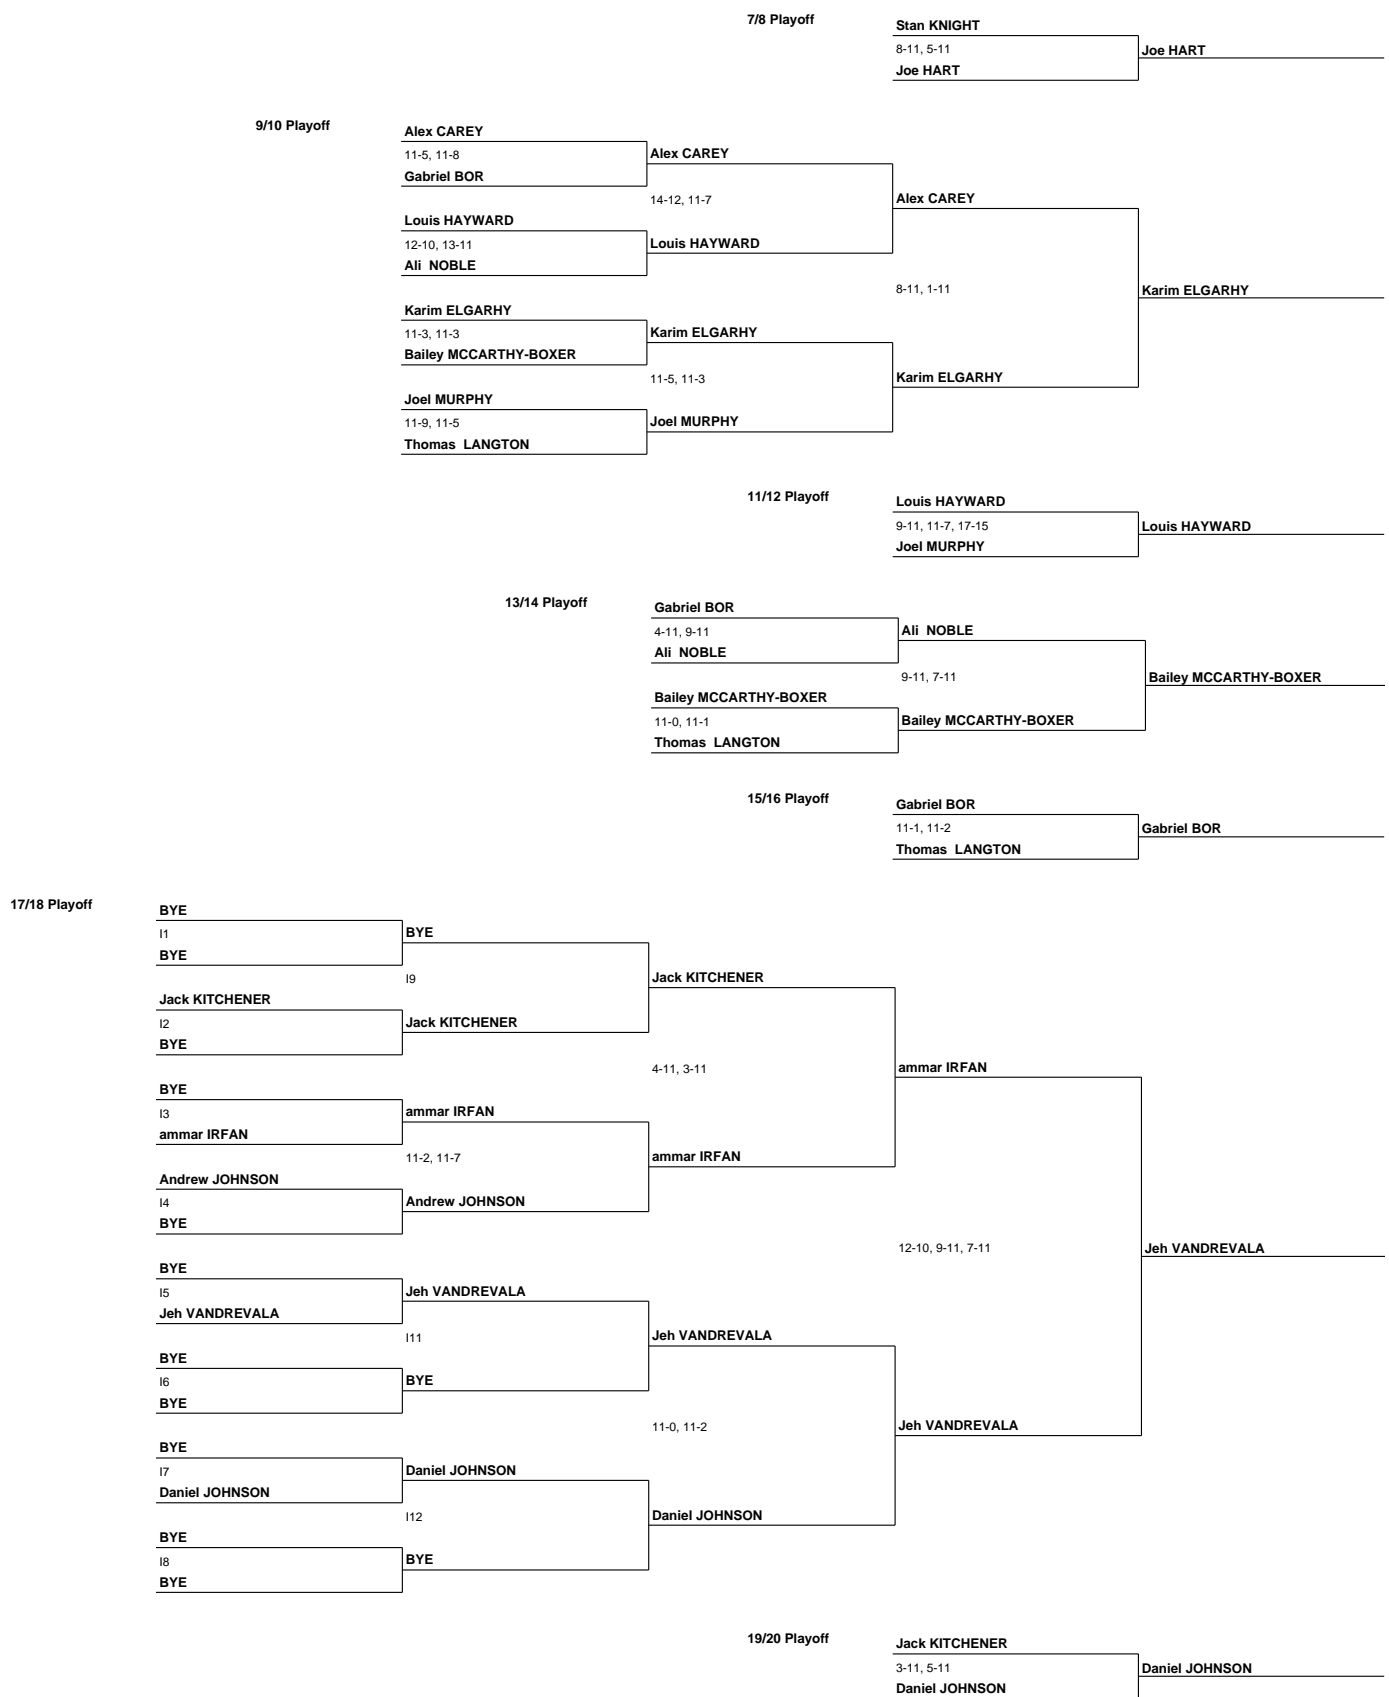 7/8 Playoff
Stan KNIGHT
8-11, 5-11
Joe HART
Joe HART
9/10 Playoff
Alex CAREY
11-5, 11-8
Gabriel BOR
Alex CAREY
14-12, 11-7
Louis HAYWARD
12-10, 13-11
Ali NOBLE
Louis HAYWARD
Alex CAREY
8-11, 1-11
Karim ELGARHY
Karim ELGARHY
11-3, 11-3
Bailey MCCARTHY-BOXER
Karim ELGARHY
11-5, 11-3
Karim ELGARHY
Joel MURPHY
11-9, 11-5
Thomas LANGTON
Joel MURPHY
11/12 Playoff
Louis HAYWARD
9-11, 11-7, 17-15
Joel MURPHY
Louis HAYWARD
13/14 Playoff
Gabriel BOR
4-11, 9-11
Ali NOBLE
Ali NOBLE
9-11, 7-11
Bailey MCCARTHY-BOXER
Bailey MCCARTHY-BOXER
11-0, 11-1
Thomas LANGTON
Bailey MCCARTHY-BOXER
15/16 Playoff
Gabriel BOR
11-1, 11-2
Thomas LANGTON
Gabriel BOR
17/18 Playoff
BYE
I1
BYE
BYE
I9
Jack KITCHENER
Jack KITCHENER
I2
BYE
Jack KITCHENER
4-11, 3-11
ammar IRFAN
BYE
I3
ammar IRFAN
ammar IRFAN
11-2, 11-7
ammar IRFAN
Andrew JOHNSON
I4
BYE
Andrew JOHNSON
12-10, 9-11, 7-11
Jeh VANDREVALA
BYE
I5
Jeh VANDREVALA
Jeh VANDREVALA
I11
Jeh VANDREVALA
BYE
I6
BYE
BYE
11-0, 11-2
Jeh VANDREVALA
BYE
I7
Daniel JOHNSON
Daniel JOHNSON
I12
Daniel JOHNSON
BYE
I8
BYE
BYE
19/20 Playoff
Jack KITCHENER
3-11, 5-11
Daniel JOHNSON
Daniel JOHNSON